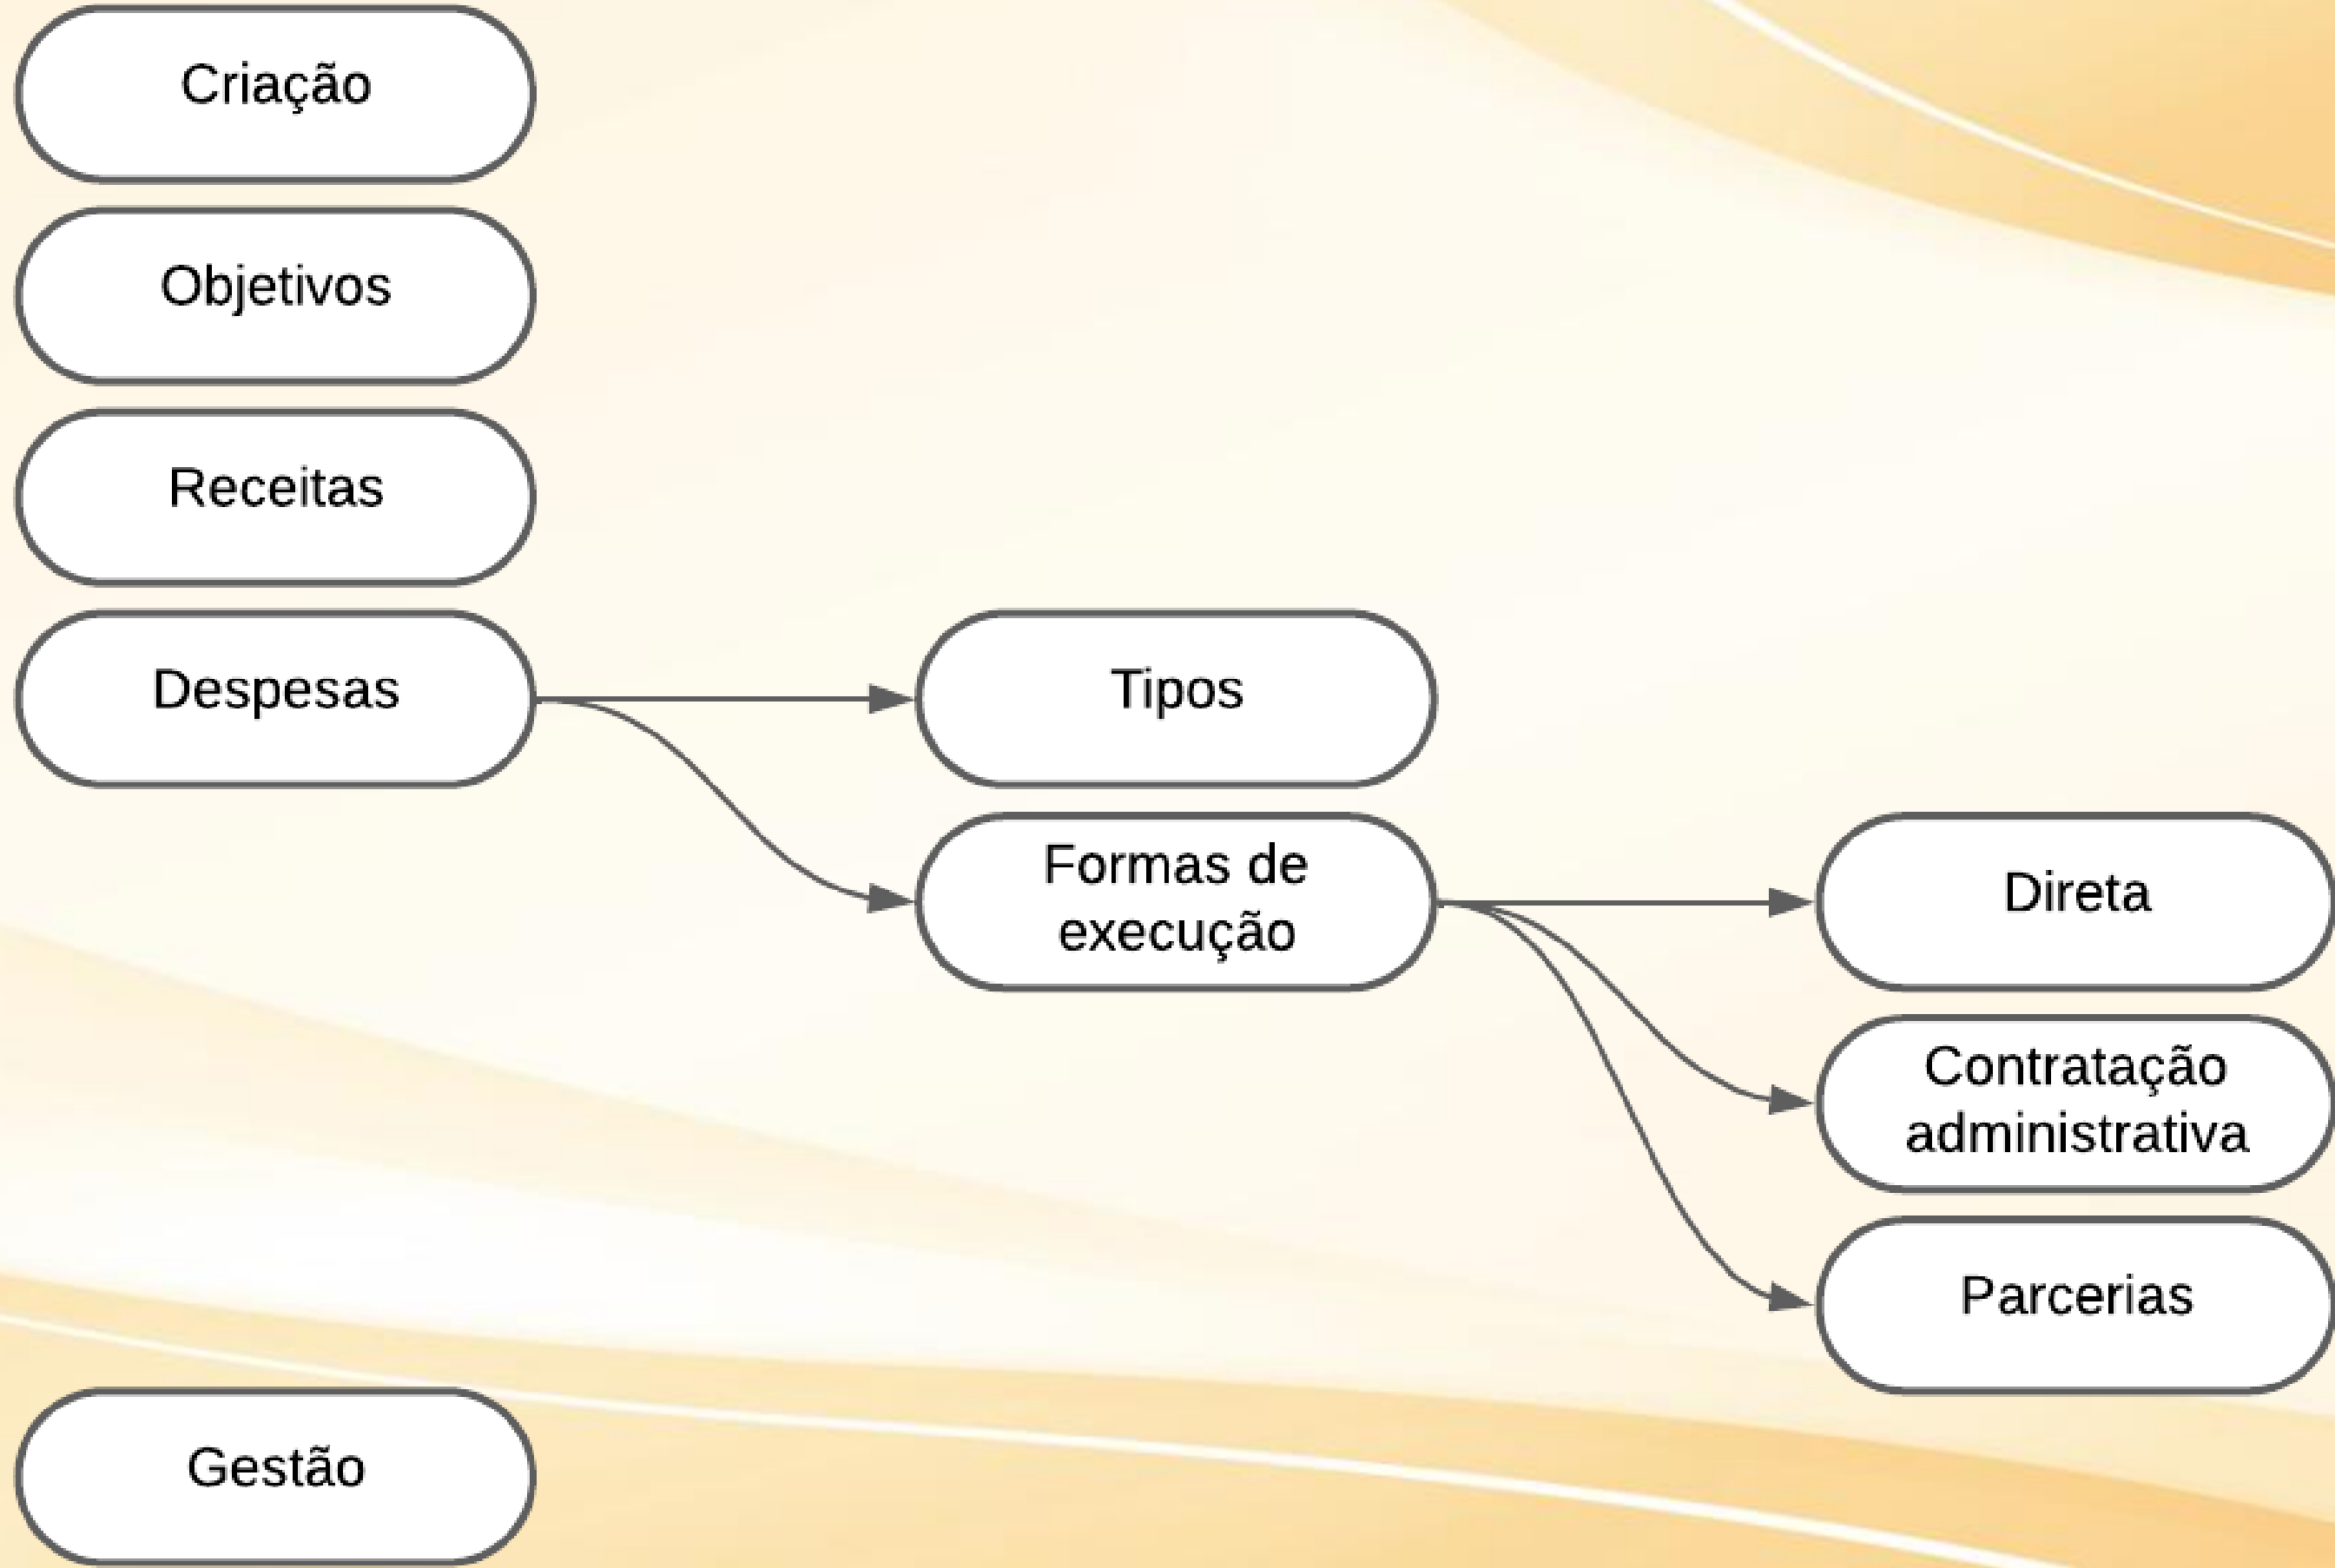 Criação
Objetivos
Receitas
Despesas
Tipos
Formas de
execução
Direta
Contratação
administrativa
Parcerias
Gestão